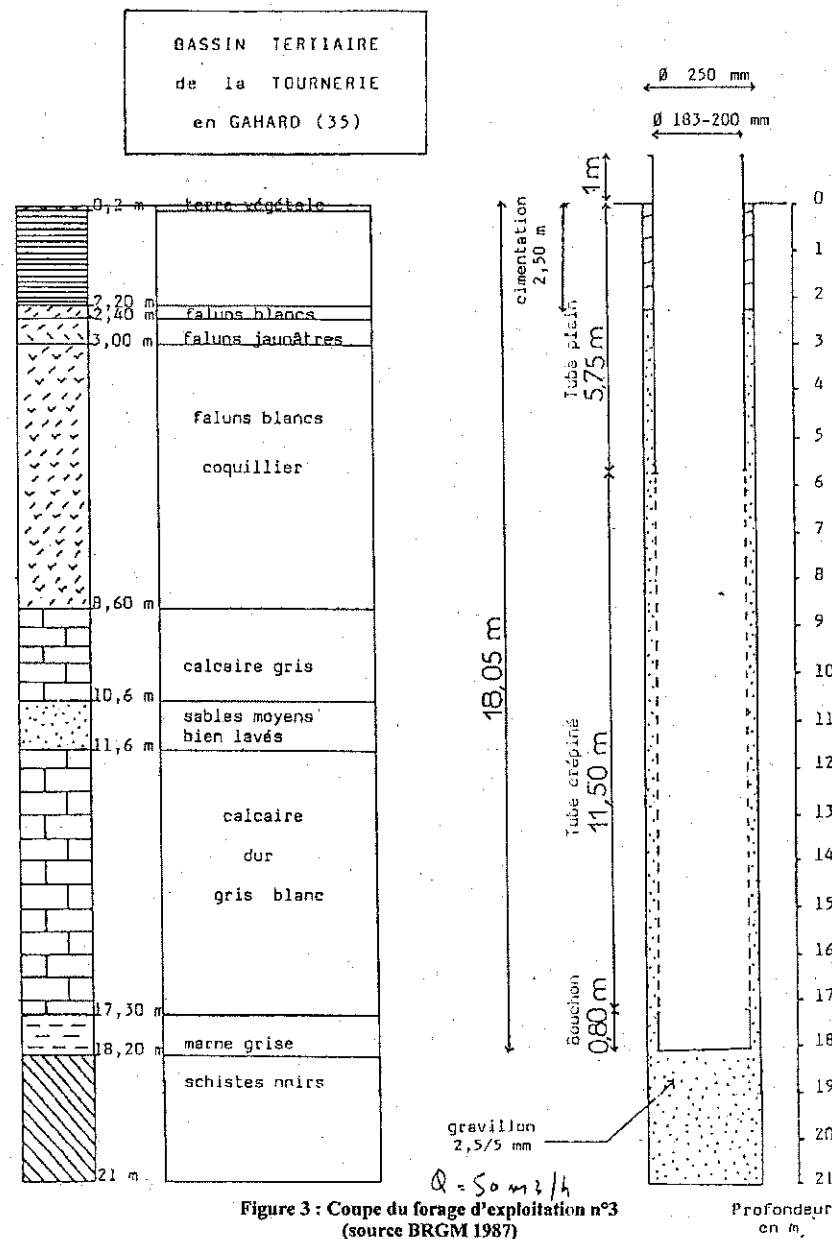 BASSIN TERTIAIRE
de la TOURNERIE
en GAHARD (35)
0,2 m
terre végétale
2,20 m
2,40 m
faluns blancs
3,00 m
faluns jaunâtres
faluns blancs
coquillier
8,60 m
calcaire gris
10,6 m
sables moyens
bien lavés
11,6 m
calcaire
dur
gris blanc
17,30 m
marne grise
18,20 m
schistes noirs
21 m
Ø 250 mm
Ø 183-200 mm
1m
cimentation
2,50 m
Tube plain
5,75 m
18,05 m
Tube crépiné
11,50 m
Bouchon
0,80 m
gravillon
2,5/5 mm
0
1
2
3
4
5
6
7
8
9
10
11
12
13
14
15
16
17
18
19
20
21
Profondeur
en m.
Q = 50 m3/h
Figure 3 : Coupe du forage d'exploitation n°3
(source BRGM 1987)